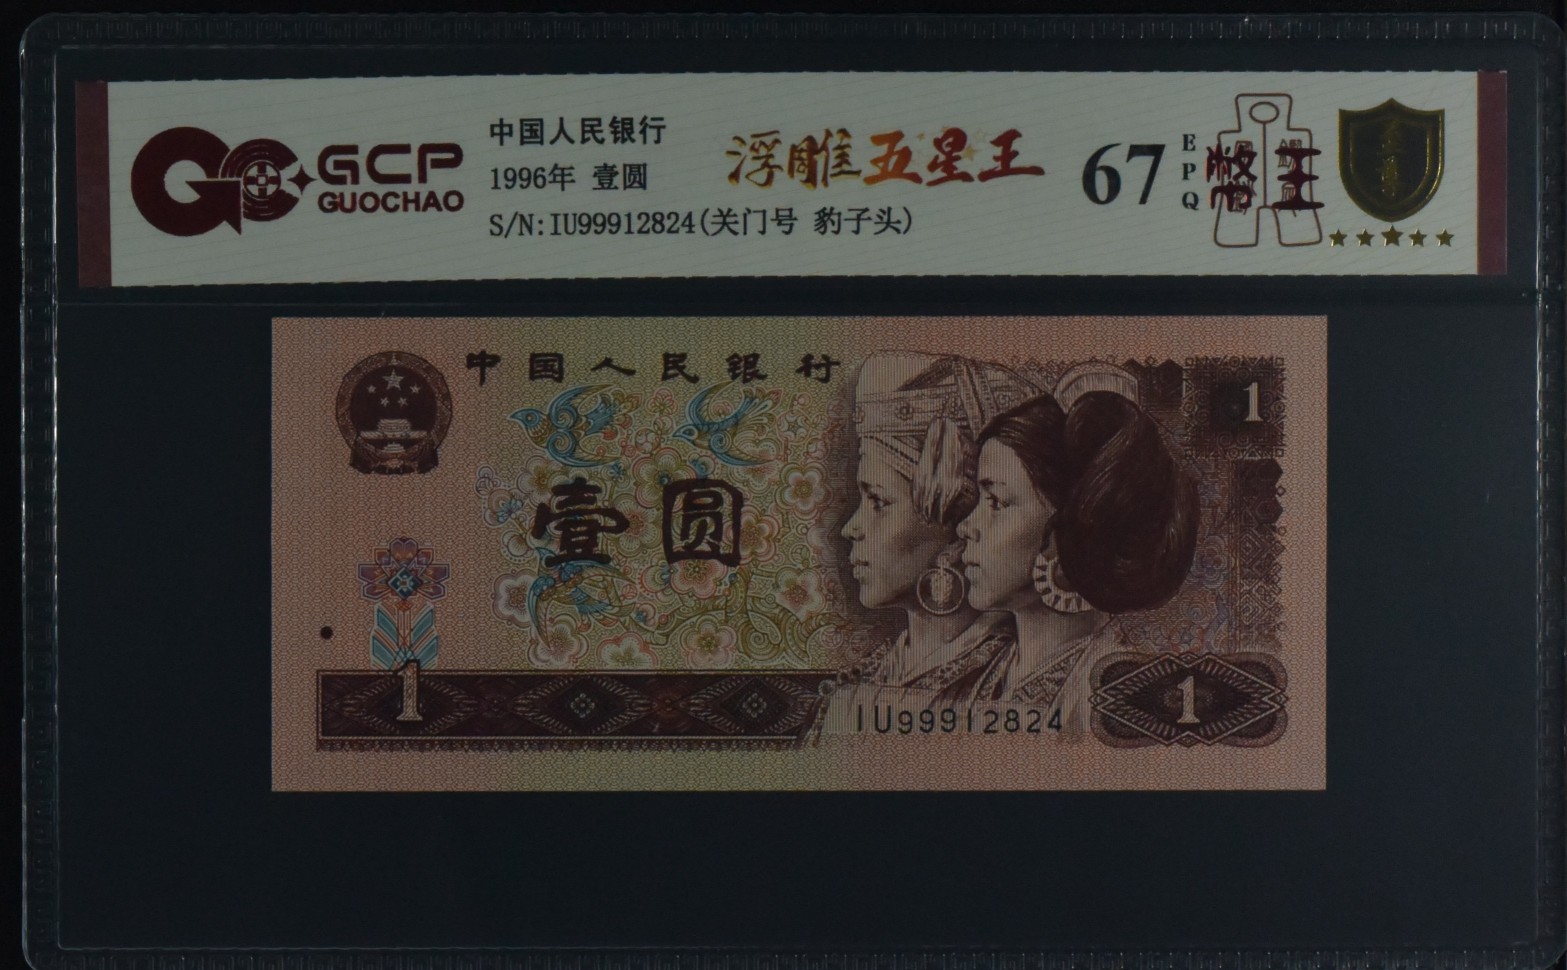 GCP
GUOCHAO
中国人民银行
1996年 壹圆
S/N:IU99912824(关门号 豹子头)
浮雕五星王
67
EPQ
中国人民银行
1
壹圆
1
1
IU99912824